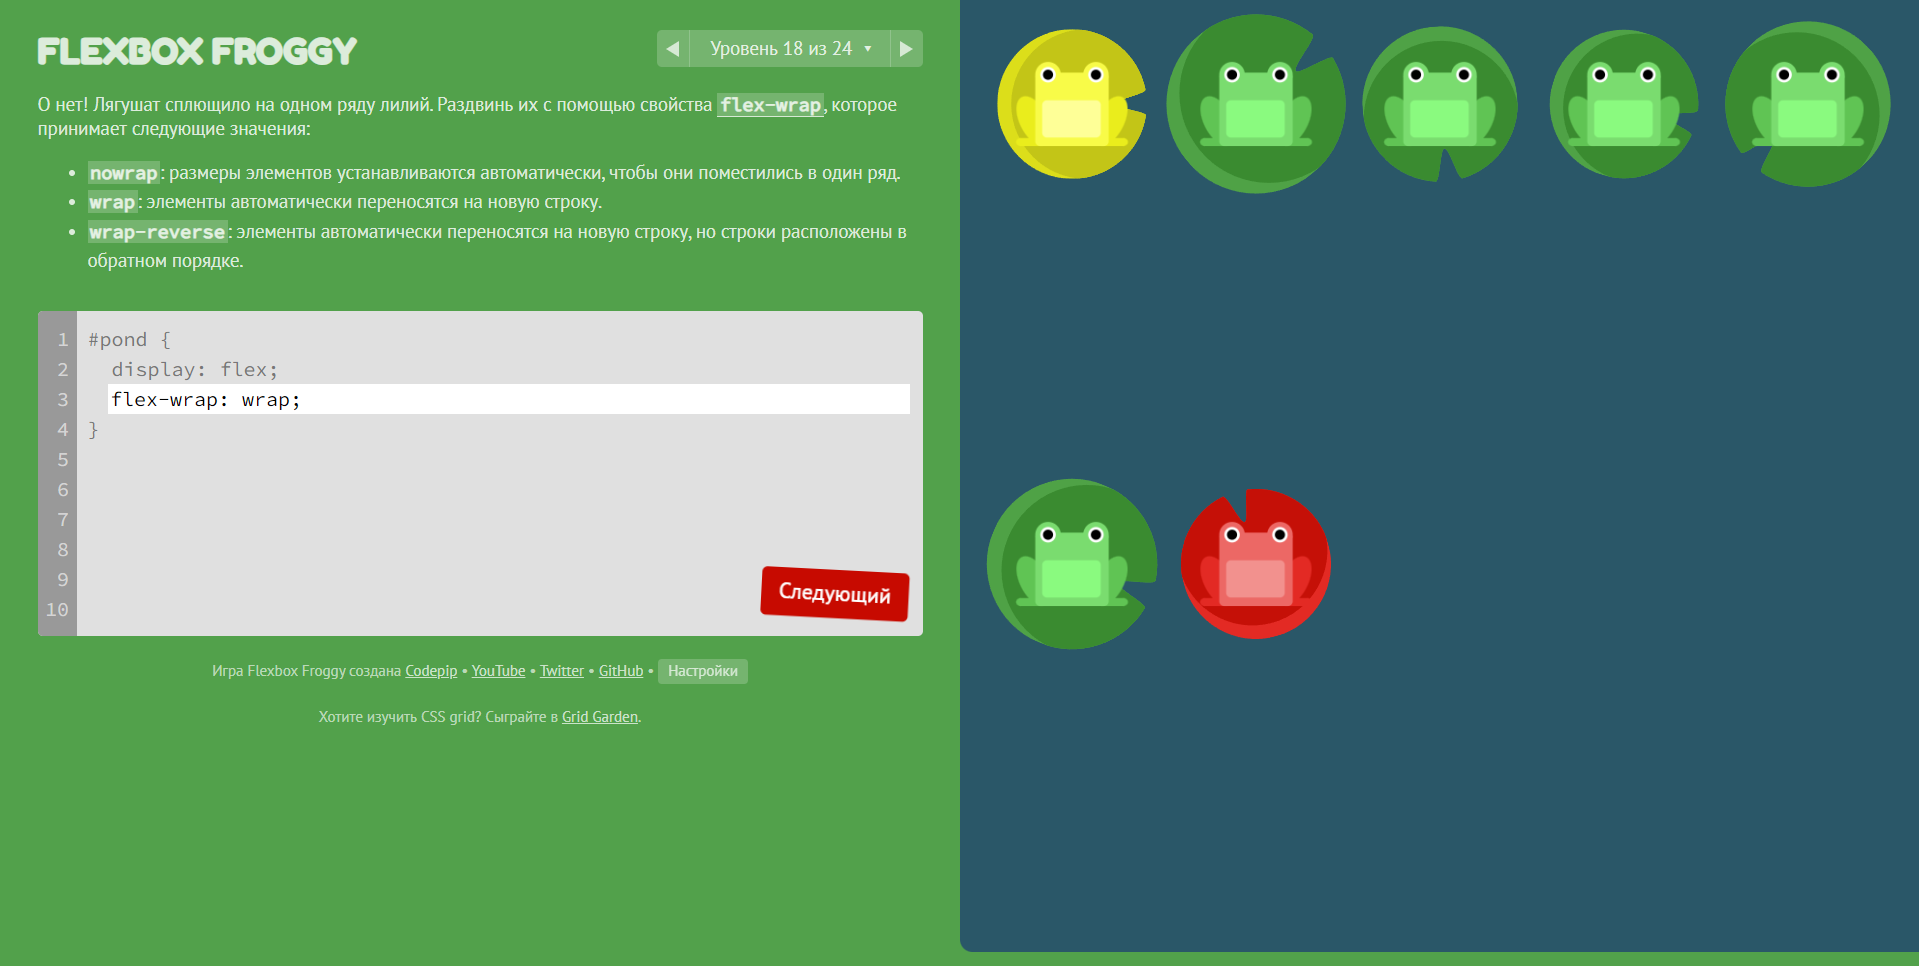 FLEXBOX FROGGY
Уровень 18 из 24
О нет! Лягушат сплющило на одном ряду лилий. Раздвинь их с помощью свойства flex-wrap, которое
принимает следующие значения:
nowrap: размеры элементов устанавливаются автоматически, чтобы они поместились в один ряд.
wrap: элементы автоматически переносятся на новую строку.
wrap-reverse: элементы автоматически переносятся на новую строку, но строки расположены в
обратном порядке.
1 #pond {
2 display: flex;
3 flex-wrap: wrap;
4 }
5
6
7
8
9
10
Следующий
Игра Flexbox Froggy создана Codepip • YouTube • Twitter • GitHub • Настройки
Хотите изучить CSS grid? Сыграйте в Grid Garden.